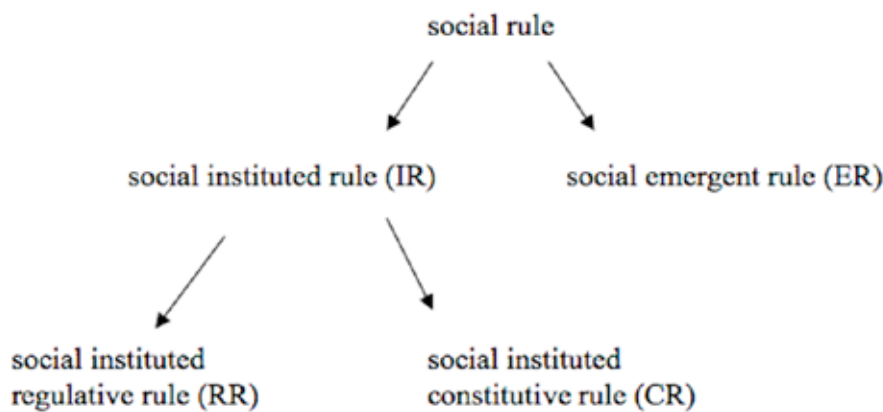 social rule
social instituted rule (IR)
social emergent rule (ER)
social instituted
regulative rule (RR)
social instituted
constitutive rule (CR)